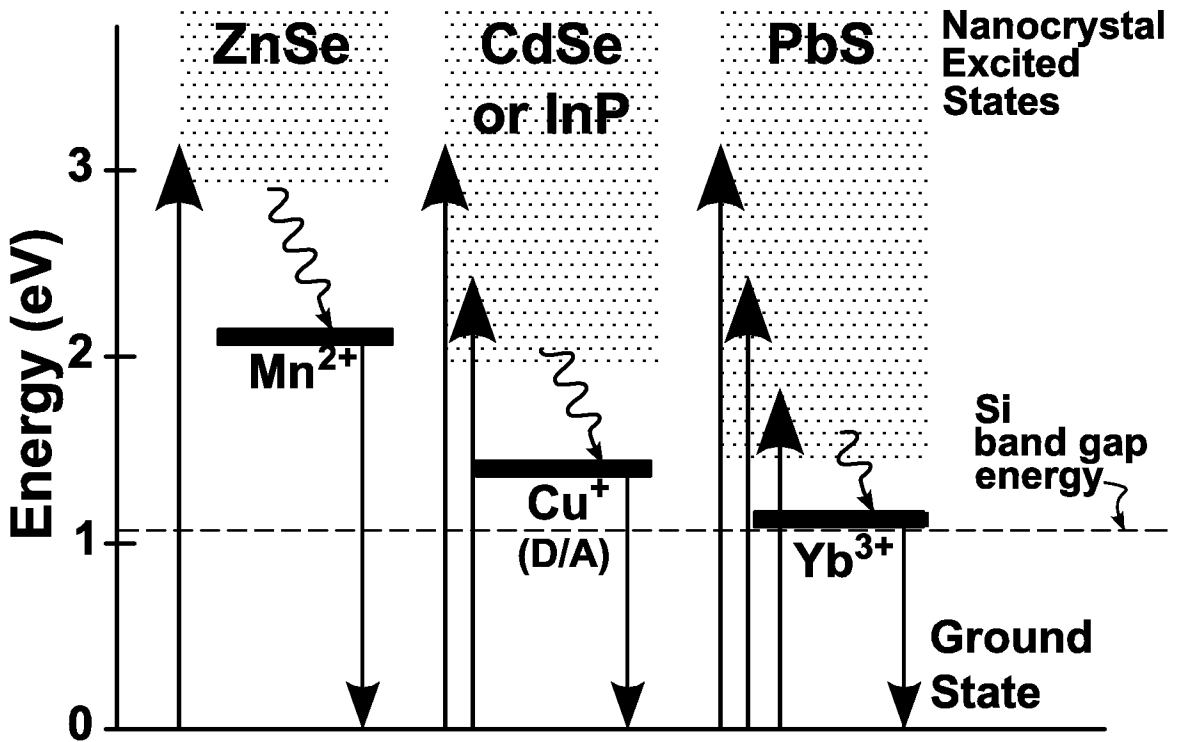 ZnSe
CdSe
or InP
PbS
Nanocrystal
Excited
States
Energy (eV)
3
2
1
0
Mn²⁺
Cu⁺
(D/A)
Yb³⁺
Si
band gap
energy
Ground
State